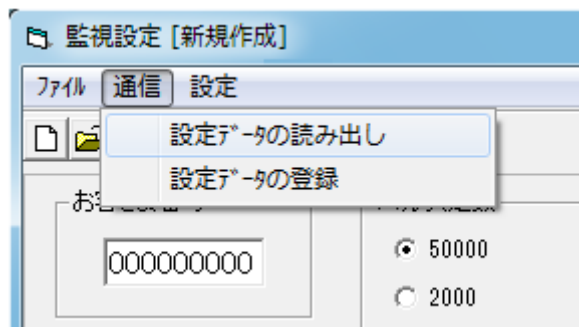 監視設定 [新規作成]
ﾌｧｲﾙ 通信 設定
設定ﾃﾞｰﾀの読み出し
設定ﾃﾞｰﾀの登録
000000000
50000
2000